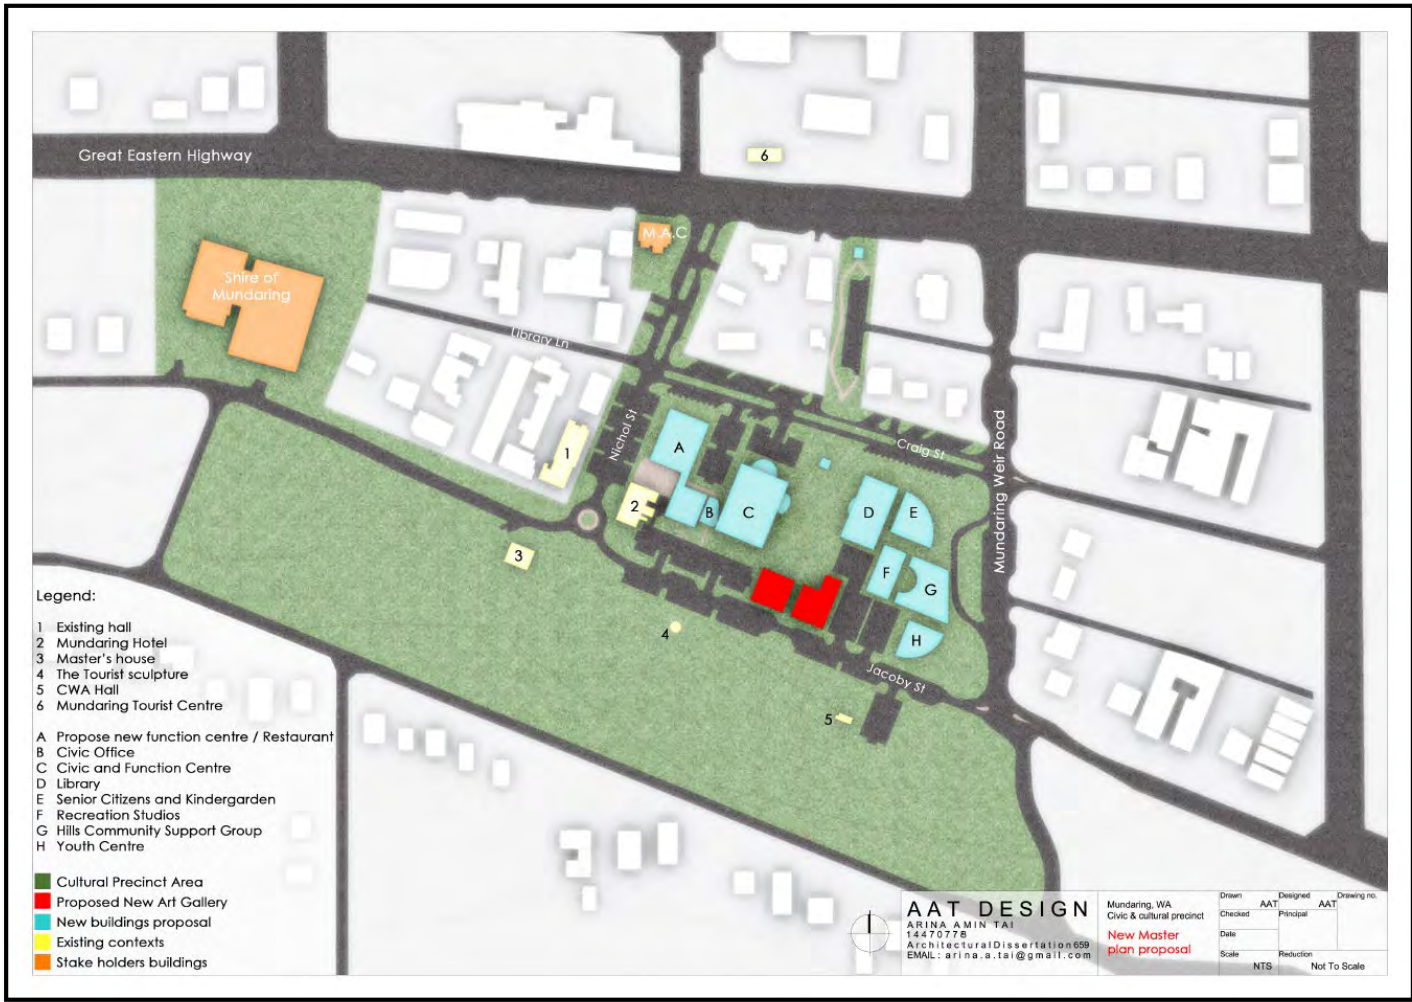 Great Eastern Highway
6
M.A.C
Shire of
Mundaring
Library Ln
Nichol St
Craig St
Mundaring Weir Road
1
A
2
B
C
D
E
3
F
G
4
H
Jacoby St
5
Legend:
1 Existing hall
2 Mundaring Hotel
3 Master's house
4 The Tourist sculpture
5 CWA Hall
6 Mundaring Tourist Centre
A Propose new function centre / Restaurant
B Civic Office
C Civic and Function Centre
D Library
E Senior Citizens and Kindergarden
F Recreation Studios
G Hills Community Support Group
H Youth Centre
Cultural Precinct Area
Proposed New Art Gallery
New buildings proposal
Existing contexts
Stake holders buildings
AAT DESIGN
ARINA AMIN TAI
14470778
Architectural Dissertation 659
EMAIL: arina.a.tai@gmail.com
Mundaring, WA
Civic & cultural precinct
New Master
plan proposal
Drawn AAT
Designed AAT
Drawing no.
Checked
Principal
Date
Scale NTS
Reduction Not To Scale